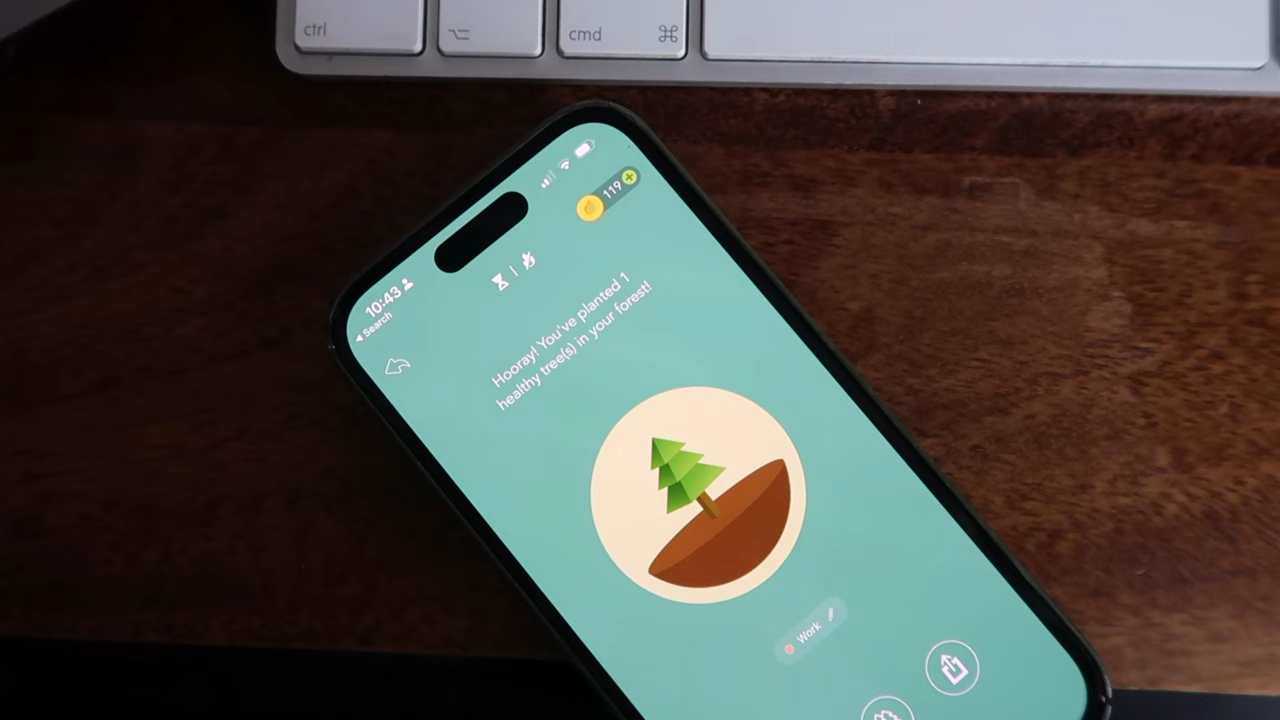 ctrl
⌥
cmd ⌘
119
10:43
◀ Search
Hooray! You've planted 1
healthy tree(s) in your forest!
Work